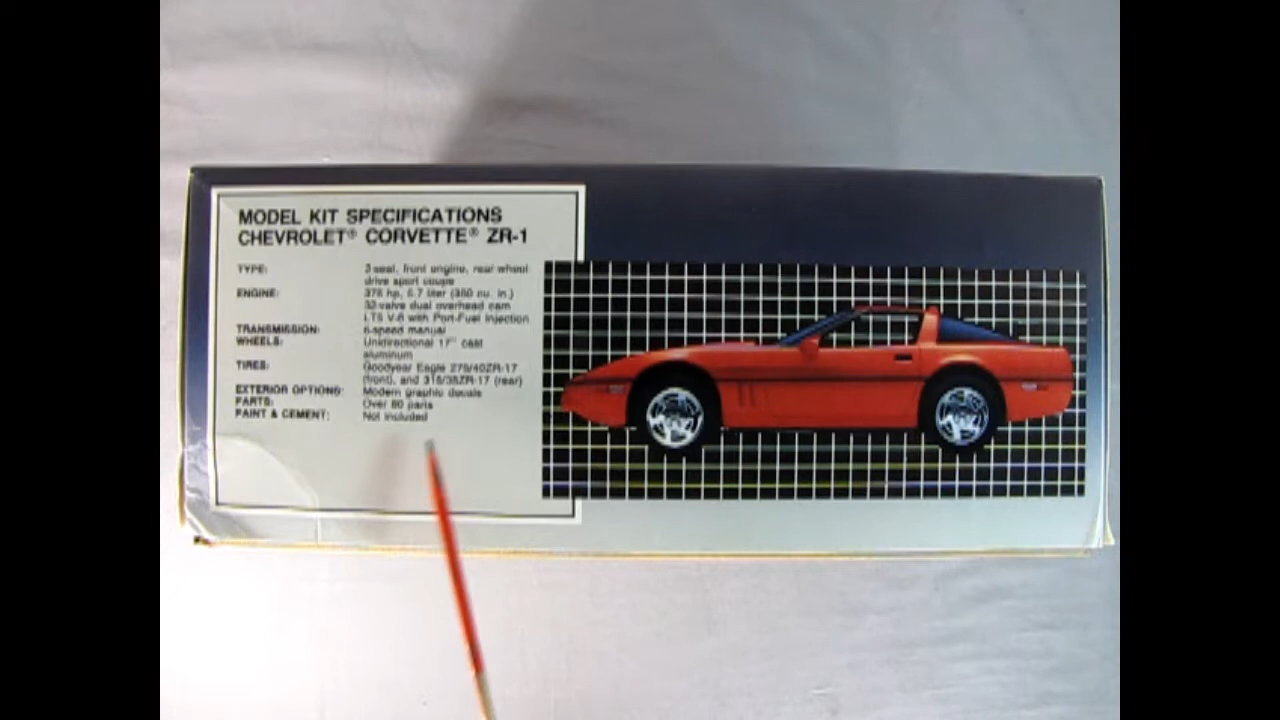 MODEL KIT SPECIFICATIONS
CHEVROLET® CORVETTE® ZR-1
TYPE: 2-seat, front engine, rear wheel
drive sport coupe
ENGINE: 375 hp, 5.7 liter (350 cu. in.)
32-valve dual overhead cam
LT5 V-8 with Port-Fuel Injection
TRANSMISSION: 6-speed manual
WHEELS: Unidirectional 17" cast
aluminum
TIRES: Goodyear Eagle 275/40ZR-17
(front), and 315/35ZR-17 (rear)
EXTERIOR OPTIONS: Modern graphic decals
PARTS: Over 80 parts
PAINT & CEMENT: Not included